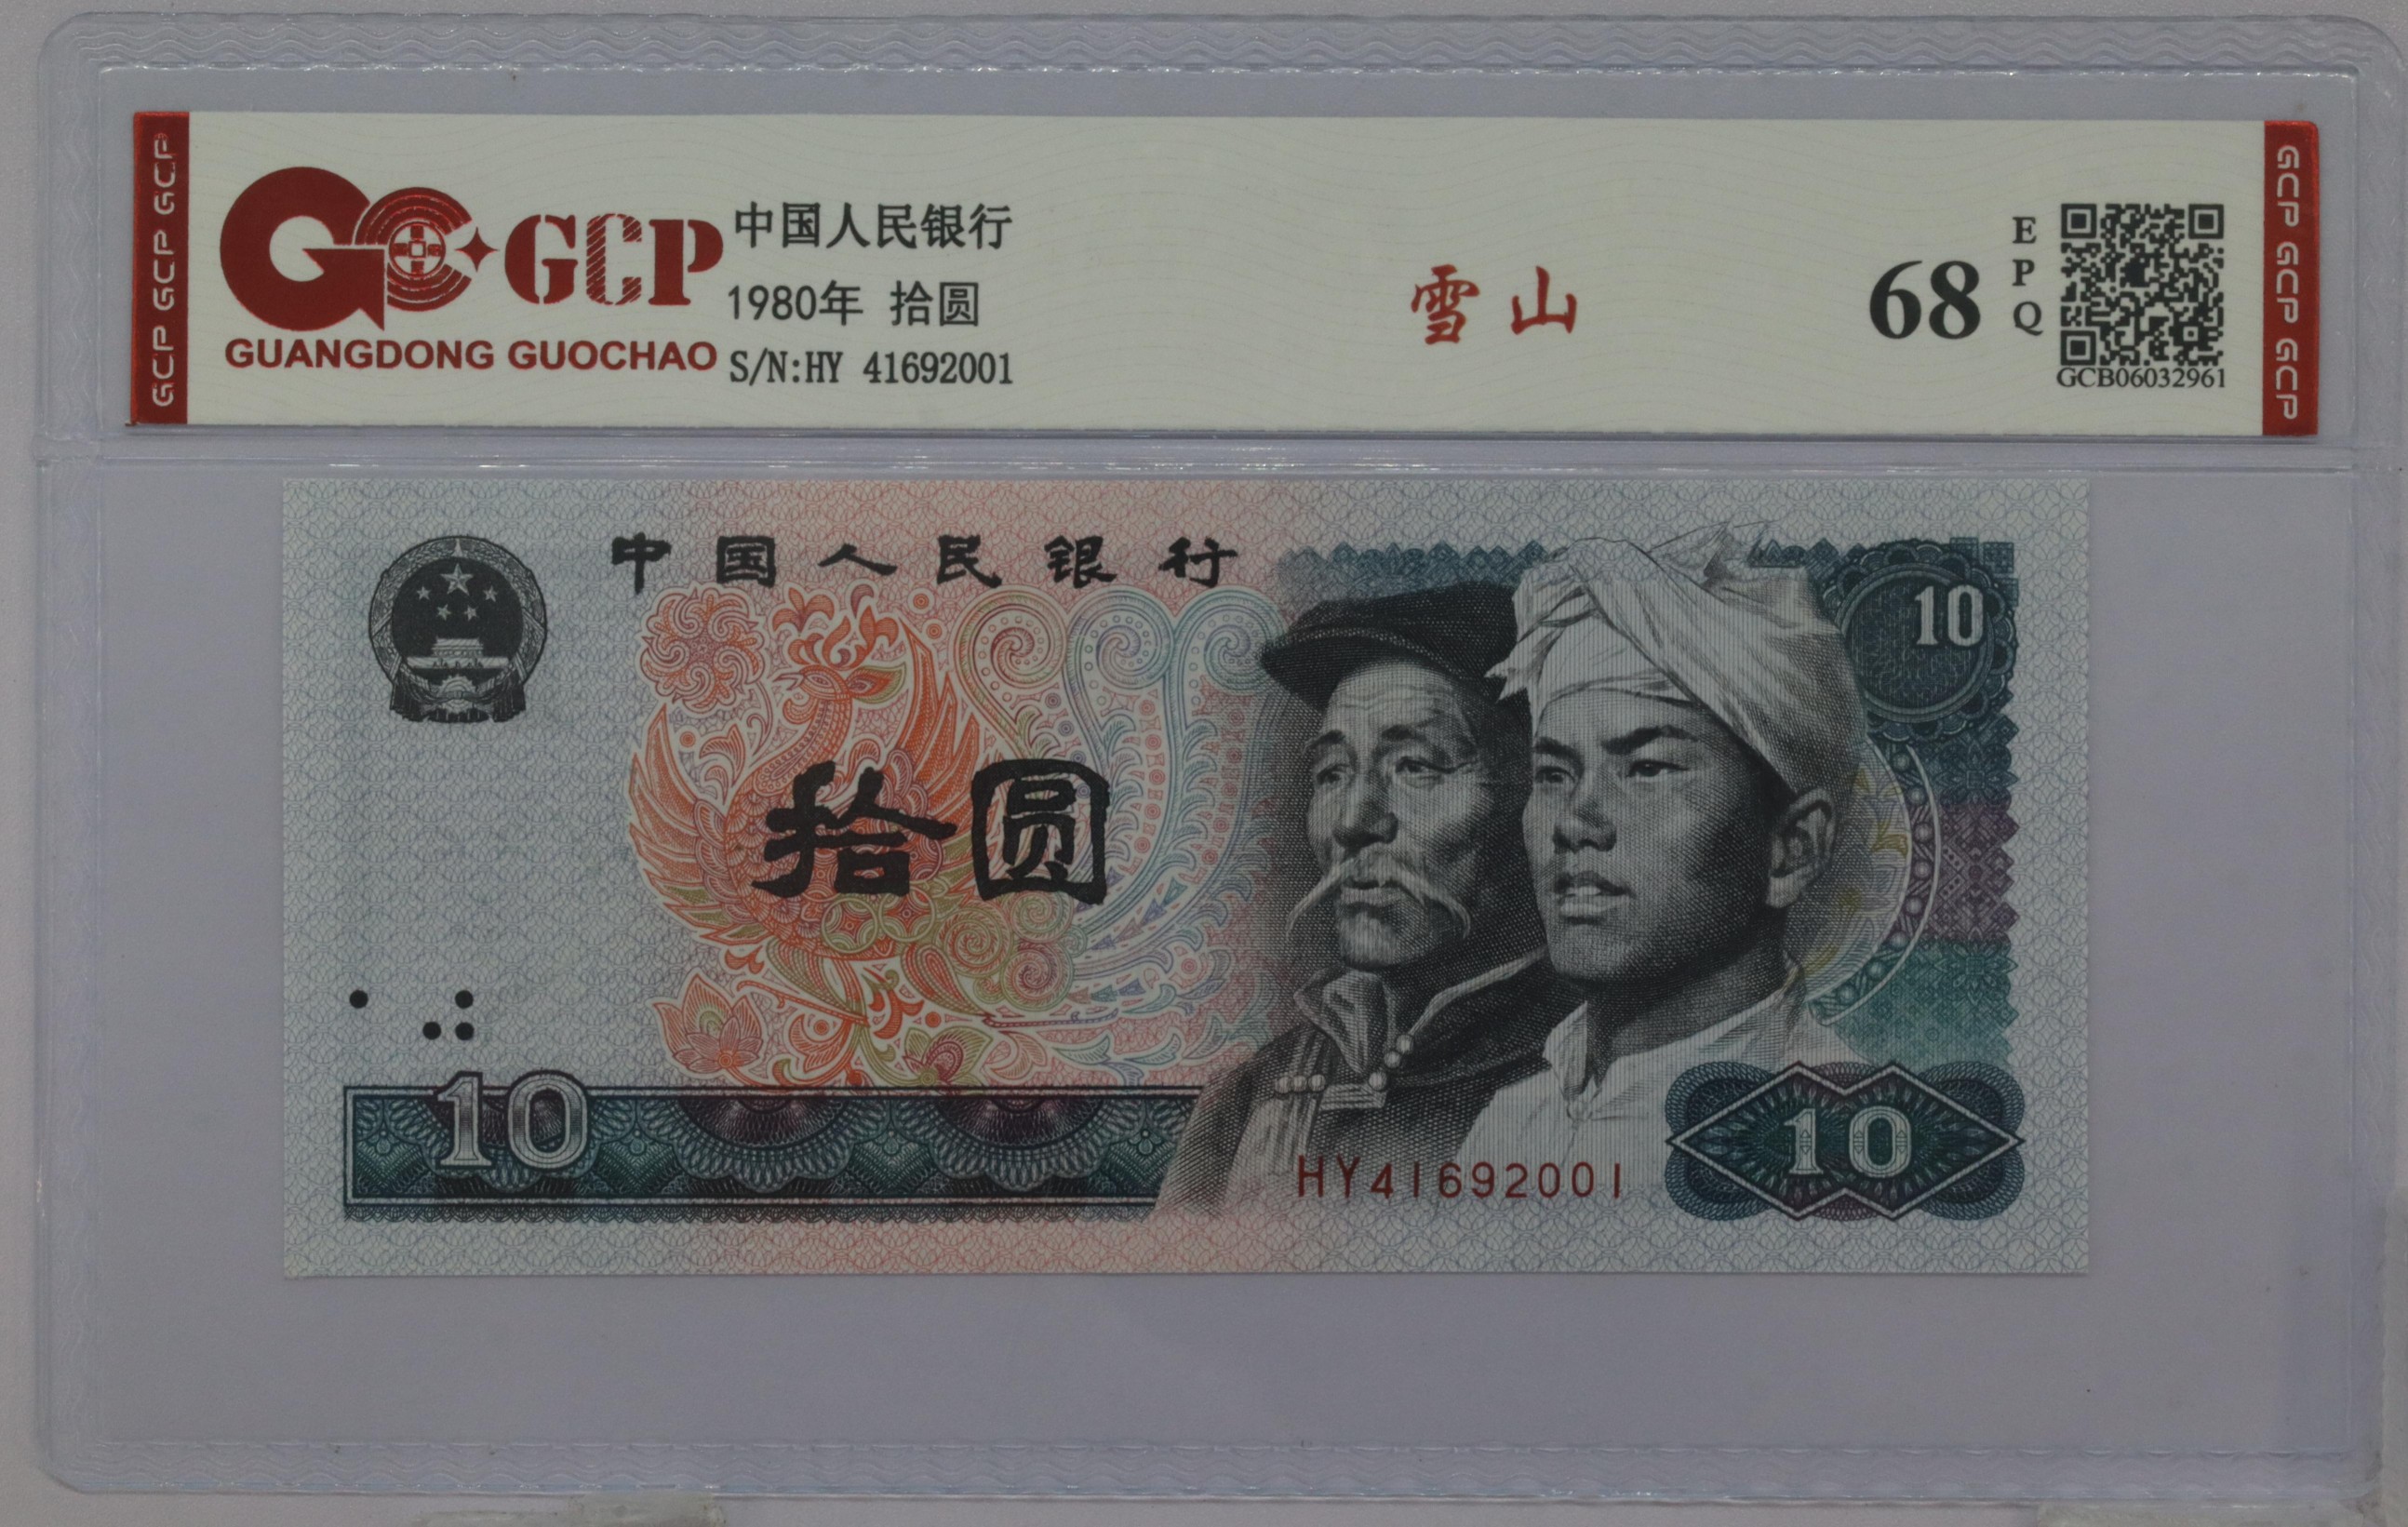 GCP GCP GCP
GCP
GUANGDONG GUOCHAO
中国人民银行
1980年 拾圆
S/N:HY 41692001
雪山
68
EPQ
GCB06032961
GCP GCP GCP
中国人民银行
10
拾圆
10
HY41692001
10